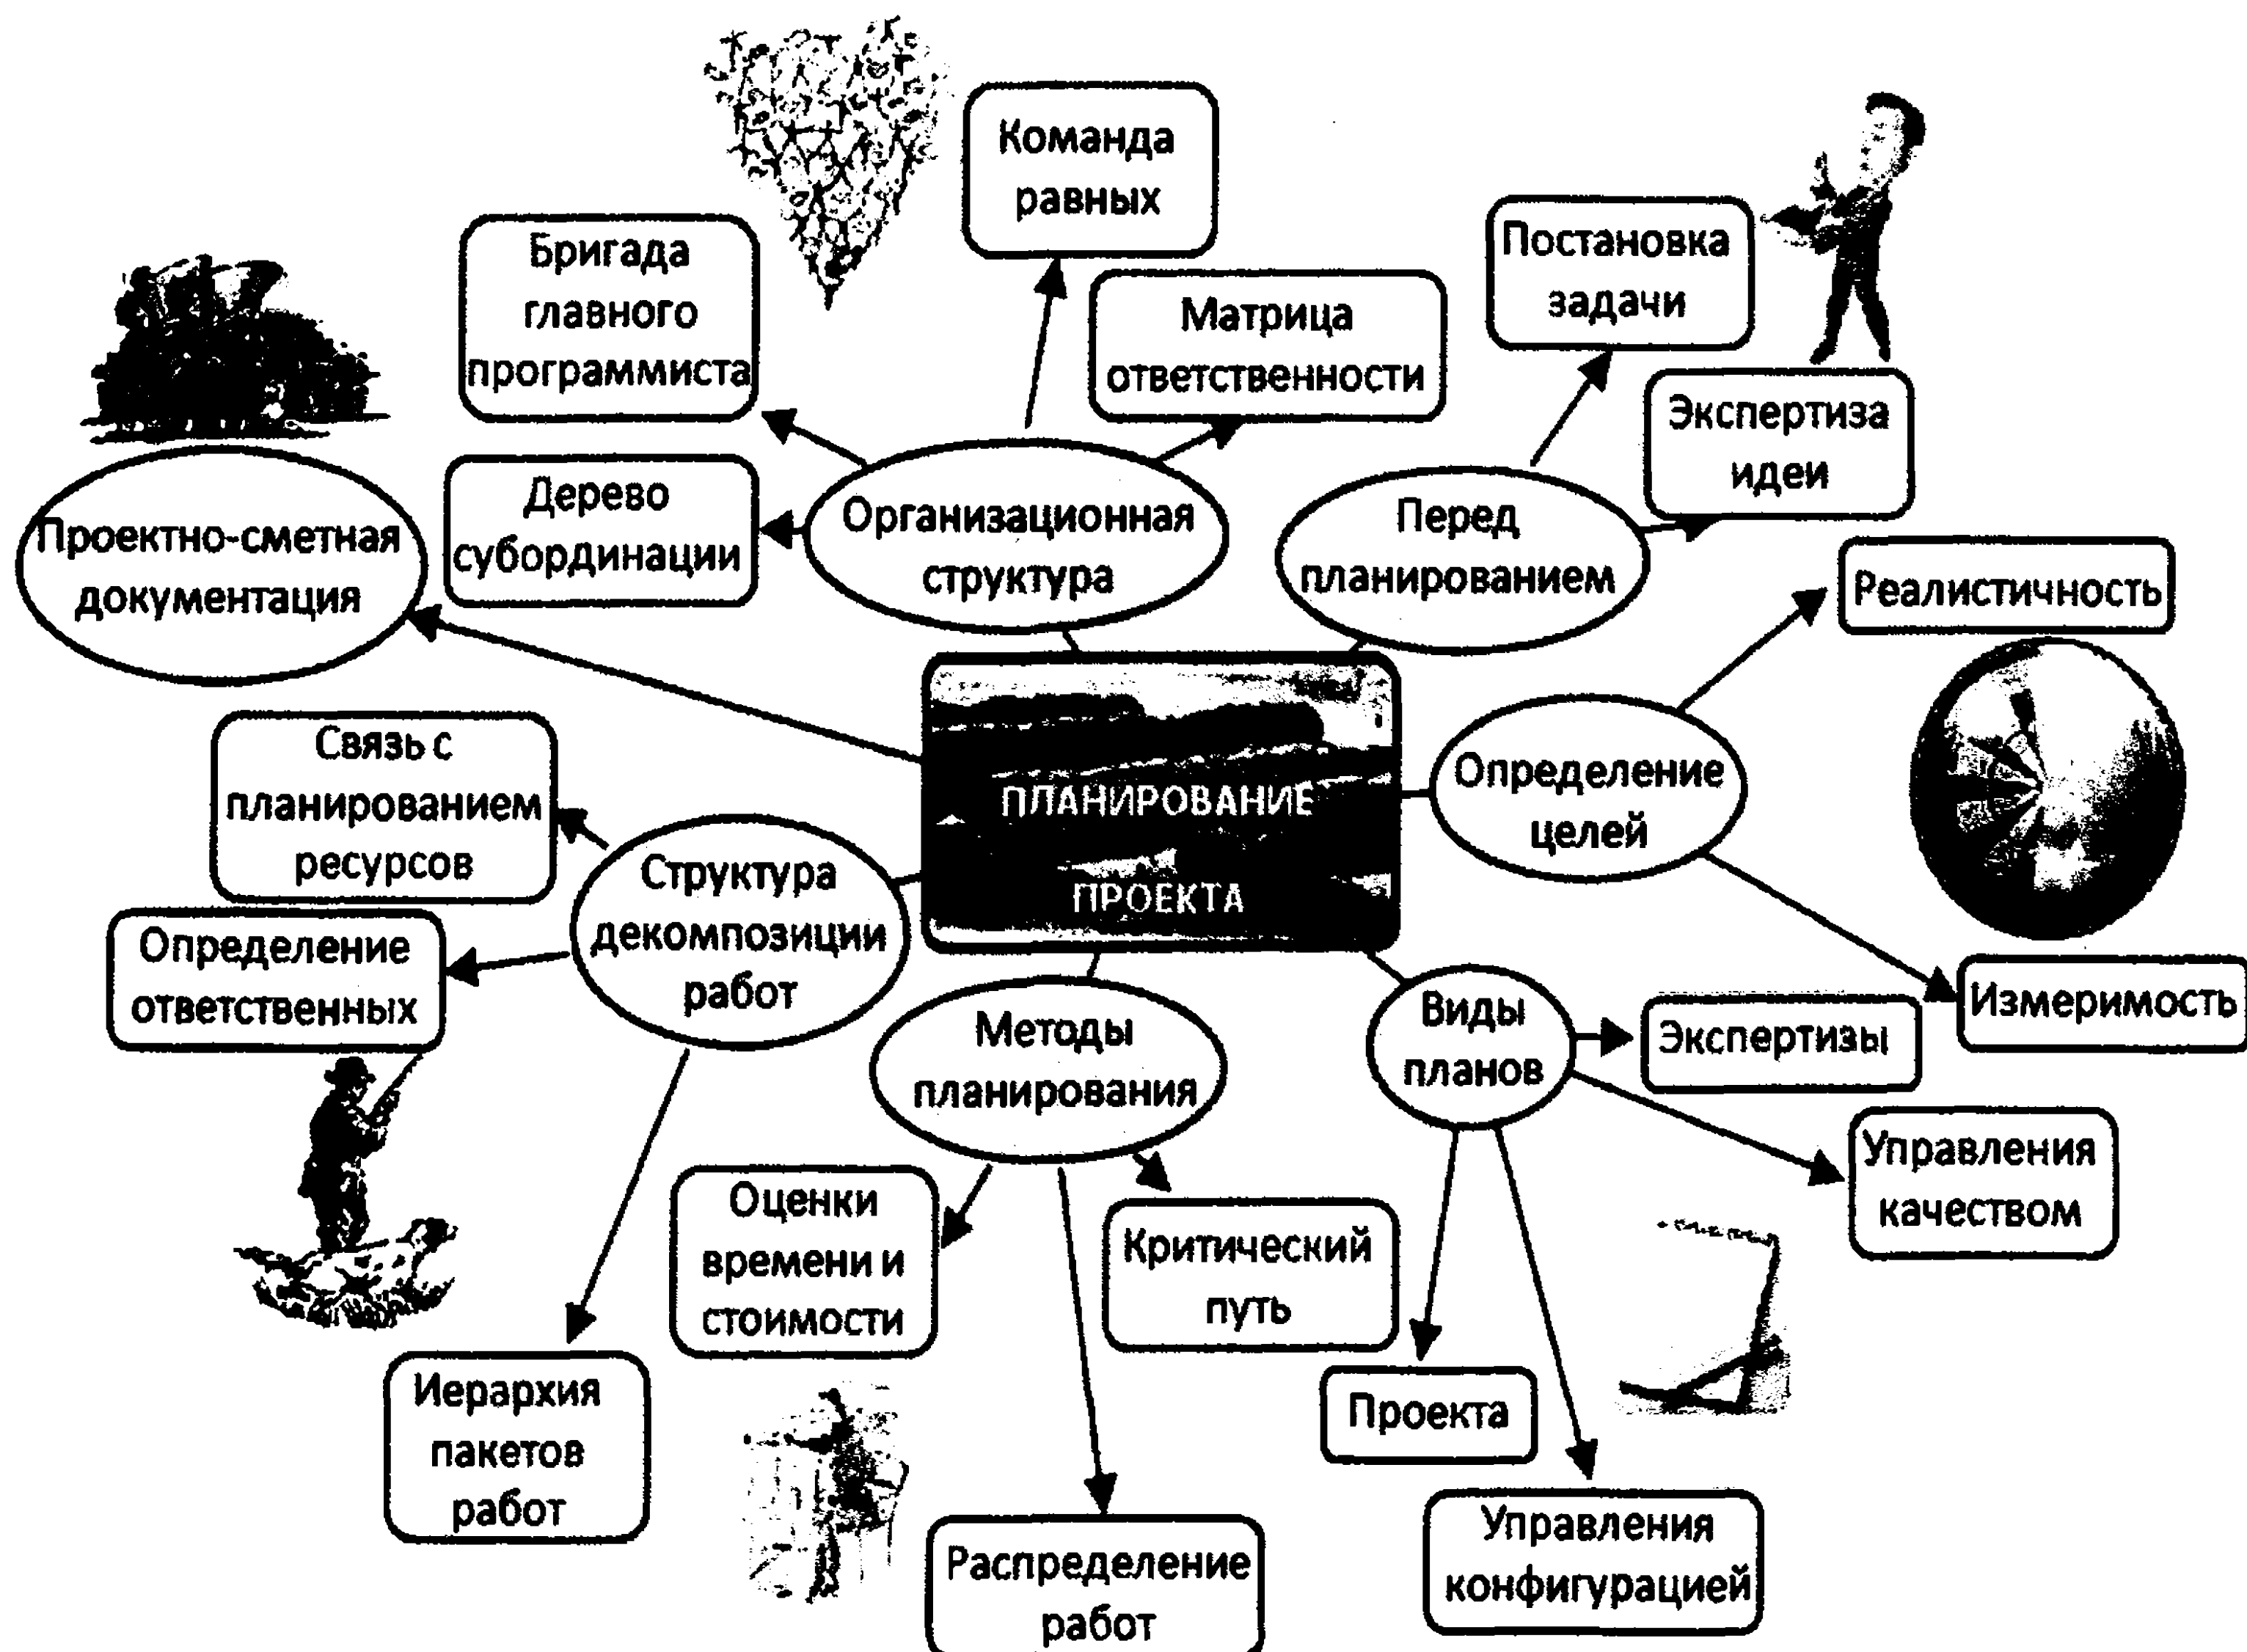 Команда
равных
Бригада
главного
программиста
Матрица
ответственности
Постановка
задачи
Экспертиза
идеи
Проектно-сметная
документация
Дерево
субординации
Организационная
структура
Перед
планированием
Реалистичность
Связь с
планированием
ресурсов
ПЛАНИРОВАНИЕ
ПРОЕКТА
Определение
целей
Структура
декомпозиции
работ
Определение
ответственных
Методы
планирования
Виды
планов
Экспертизы
Измеримость
Управления
качеством
Оценки
времени и
стоимости
Критический
путь
Иерархия
пакетов
работ
Проекта
Распределение
работ
Управления
конфигурацией